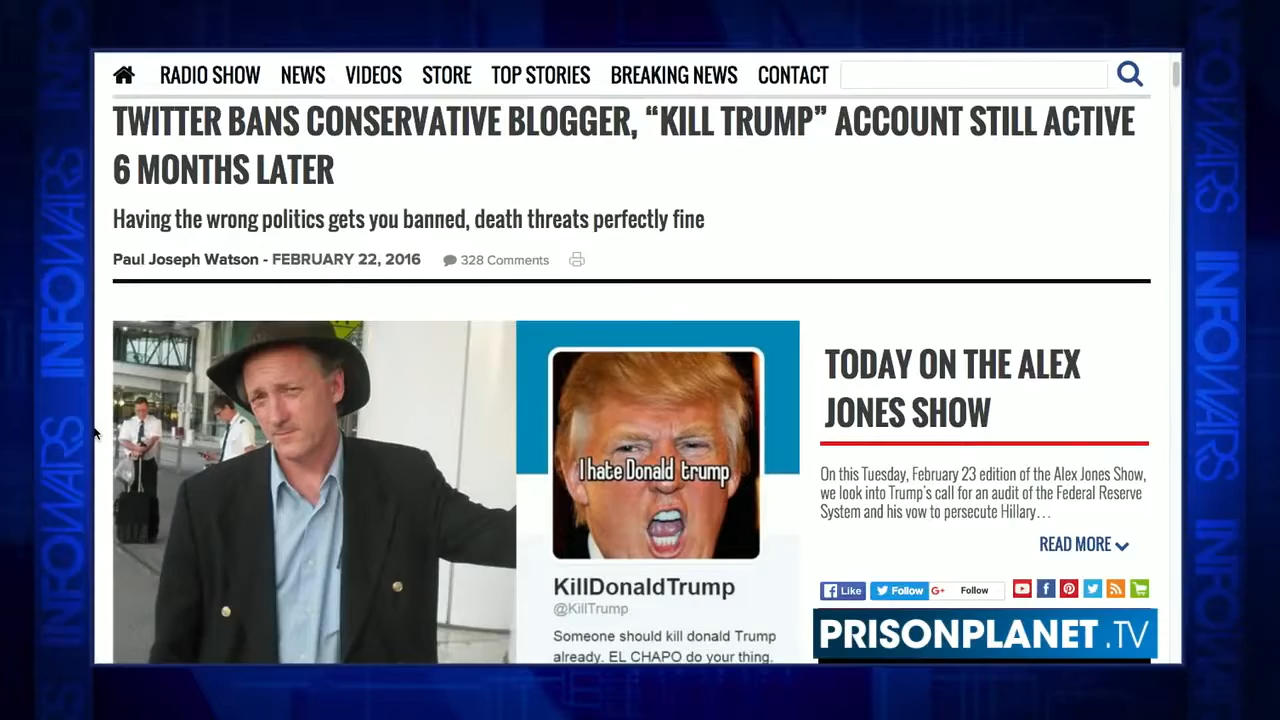 RADIO SHOW NEWS VIDEOS STORE TOP STORIES BREAKING NEWS CONTACT
TWITTER BANS CONSERVATIVE BLOGGER, “KILL TRUMP” ACCOUNT STILL ACTIVE
6 MONTHS LATER
Having the wrong politics gets you banned, death threats perfectly fine
Paul Joseph Watson - FEBRUARY 22, 2016 328 Comments
I hate Donald trump
KillDonaldTrump
@KillTrump
Someone should kill donald Trump
already. EL CHAPO do your thing.
TODAY ON THE ALEX
JONES SHOW
On this Tuesday, February 23 edition of the Alex Jones Show,
we look into Trump's call for an audit of the Federal Reserve
System and his vow to persecute Hillary…
READ MORE
Like Follow G+ Follow
PRISONPLANET.TV
INFOWARS
INFOWARS
INFOWARS
INFOWARS